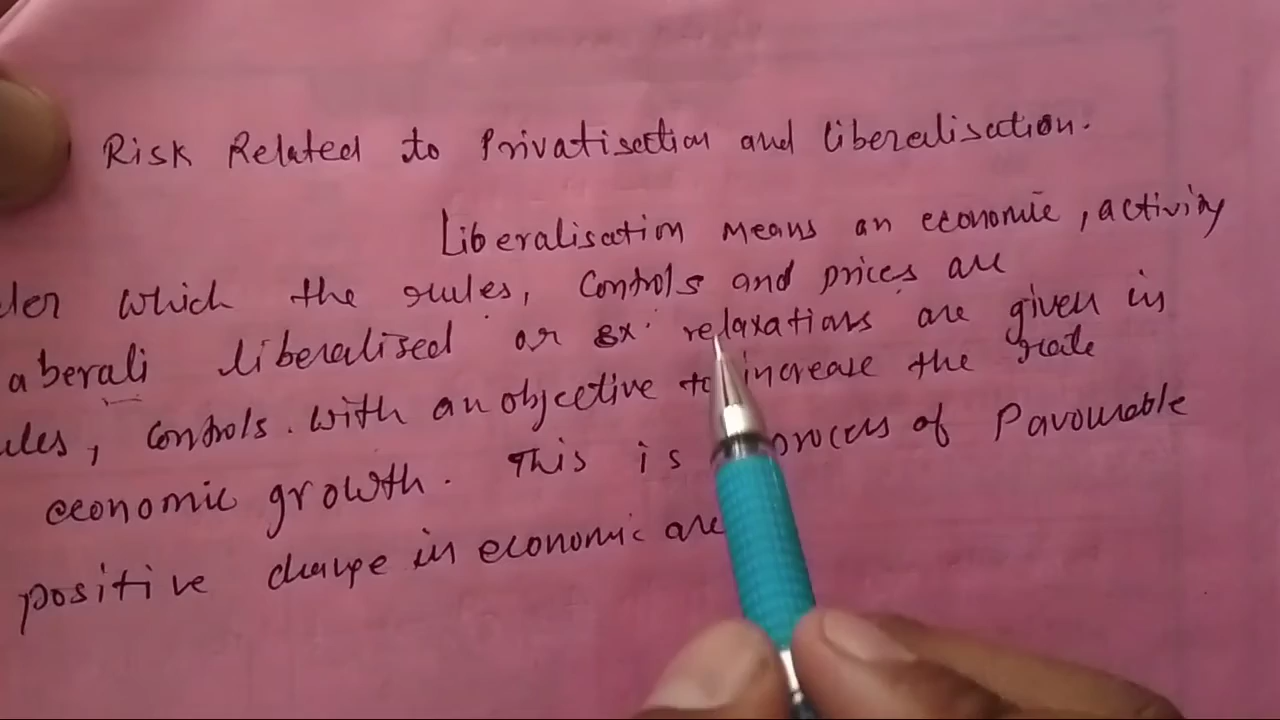 Risk Related to Privatisation and liberalisation.
Liberalisation means an economic, activity
der which the rules, Controls and prices are
aberali liberalised or ex. relaxations are given in
ules, controls. with an objective to increase the rate
economic growth. This is process of Pavourable
positive change in economic are